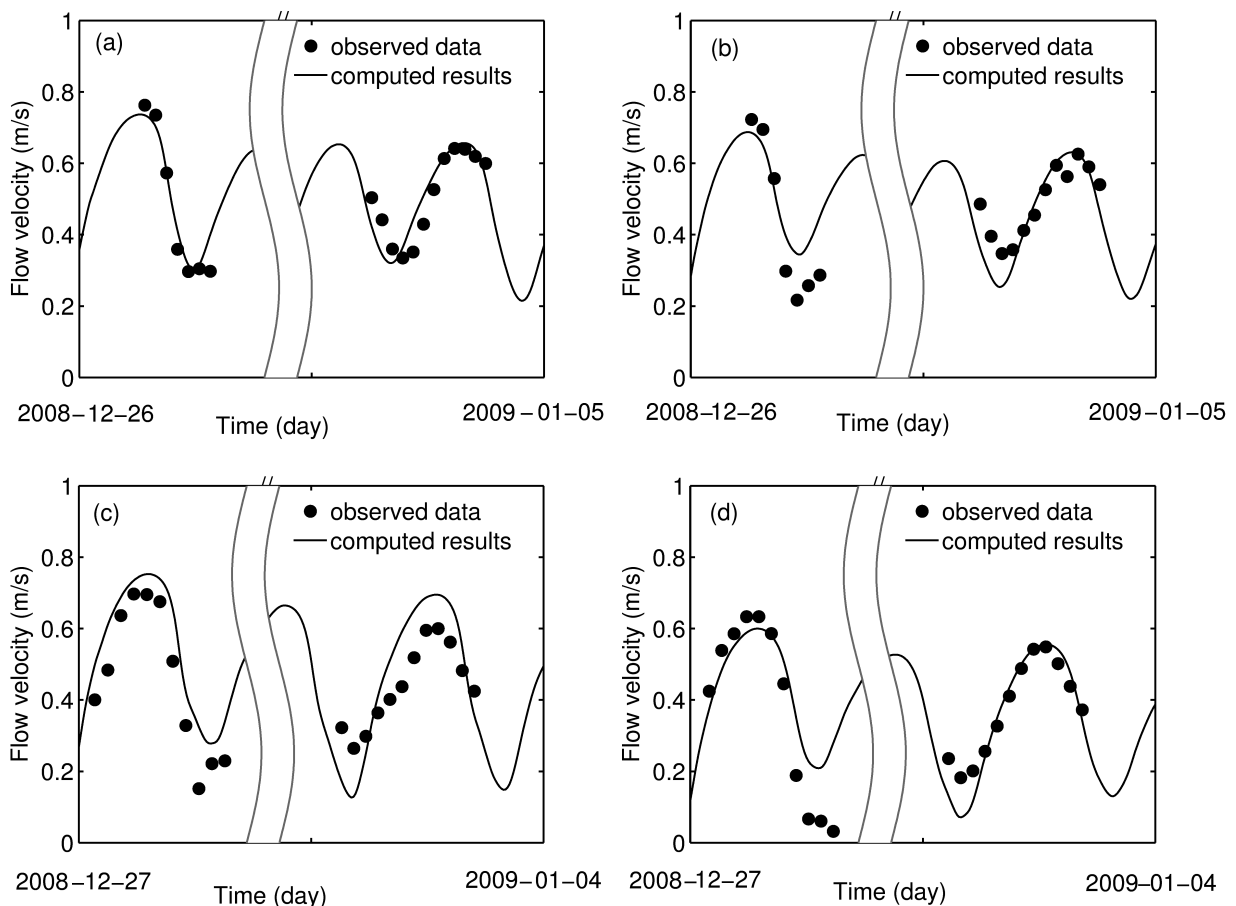 (a)
observed data
computed results
1
0.8
0.6
0.4
0.2
0
Flow velocity (m/s)
2008-12-26
Time (day)
2009-01-05
(b)
observed data
computed results
1
0.8
0.6
0.4
0.2
0
Flow velocity (m/s)
2008-12-26
Time (day)
2009-01-05
(c)
observed data
computed results
1
0.8
0.6
0.4
0.2
0
Flow velocity (m/s)
2008-12-27
Time (day)
2009-01-04
(d)
observed data
computed results
1
0.8
0.6
0.4
0.2
0
Flow velocity (m/s)
2008-12-27
Time (day)
2009-01-04